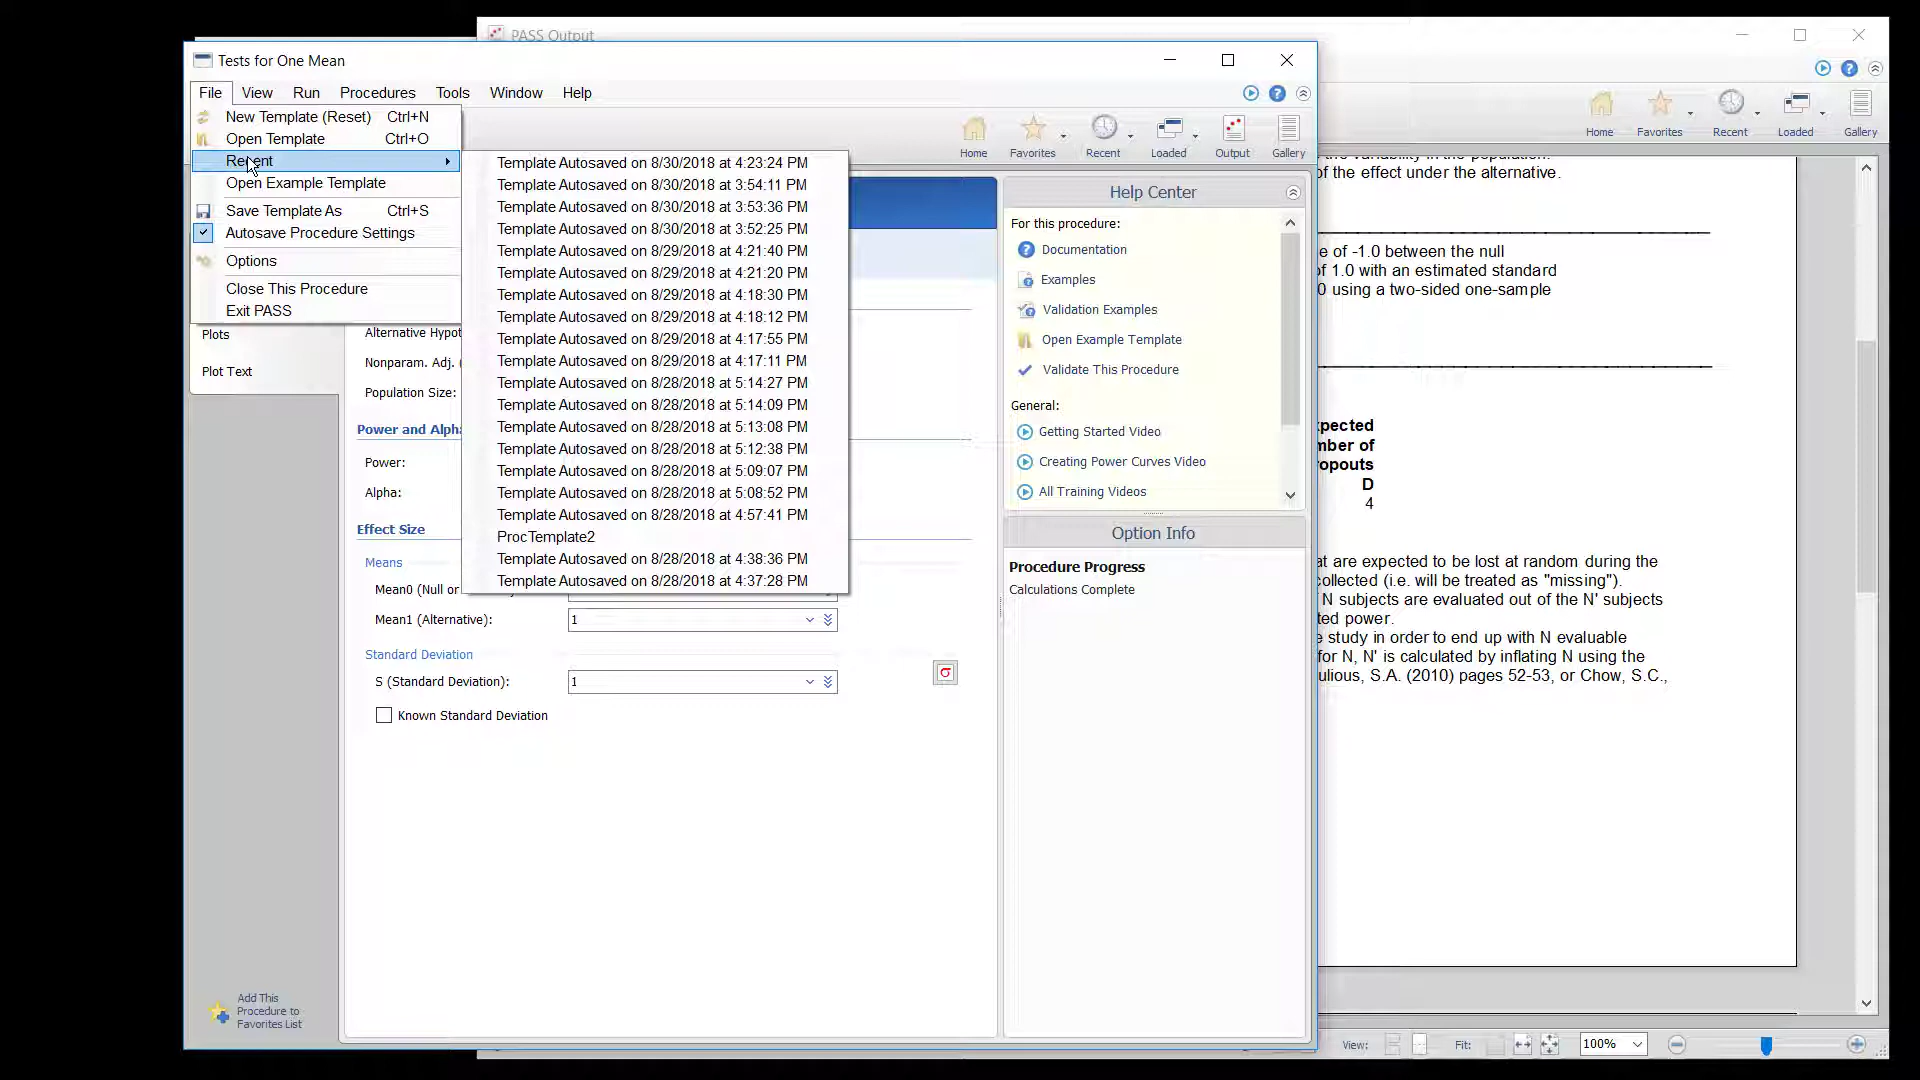 PASS Output
Tests for One Mean
File View Run Procedures Tools Window Help
New Template (Reset) Ctrl+N
Open Template Ctrl+O
Recent
Open Example Template
Save Template As Ctrl+S
Autosave Procedure Settings
Options
Close This Procedure
Exit PASS
Plots
Plot Text
Add This
Procedure to
Favorites List
Template Autosaved on 8/30/2018 at 4:23:24 PM
Template Autosaved on 8/30/2018 at 3:54:11 PM
Template Autosaved on 8/30/2018 at 3:53:36 PM
Template Autosaved on 8/30/2018 at 3:52:25 PM
Template Autosaved on 8/29/2018 at 4:21:40 PM
Template Autosaved on 8/29/2018 at 4:21:20 PM
Template Autosaved on 8/29/2018 at 4:18:30 PM
Template Autosaved on 8/29/2018 at 4:18:12 PM
Template Autosaved on 8/29/2018 at 4:17:55 PM
Template Autosaved on 8/29/2018 at 4:17:11 PM
Template Autosaved on 8/28/2018 at 5:14:27 PM
Template Autosaved on 8/28/2018 at 5:14:09 PM
Template Autosaved on 8/28/2018 at 5:13:08 PM
Template Autosaved on 8/28/2018 at 5:12:38 PM
Template Autosaved on 8/28/2018 at 5:09:07 PM
Template Autosaved on 8/28/2018 at 5:08:52 PM
Template Autosaved on 8/28/2018 at 4:57:41 PM
ProcTemplate2
Template Autosaved on 8/28/2018 at 4:38:36 PM
Template Autosaved on 8/28/2018 at 4:37:28 PM
Alternative Hypot
Nonparam. Adj. (
Population Size:
Power and Alpha
Power:
Alpha:
Effect Size
Means
Mean0 (Null or
Mean1 (Alternative): 1
Standard Deviation
S (Standard Deviation): 1
σ
Known Standard Deviation
Home Favorites Recent Loaded Output Gallery
Help Center
For this procedure:
Documentation
Examples
Validation Examples
Open Example Template
Validate This Procedure
General:
Getting Started Video
Creating Power Curves Video
All Training Videos
Option Info
Procedure Progress
Calculations Complete
Home Favorites Recent Loaded Gallery
the variability in the population.
of the effect under the alternative.
e of -1.0 between the null
of 1.0 with an estimated standard
0 using a two-sided one-sample
xpected
mber of
ropouts
D
4
at are expected to be lost at random during the
collected (i.e. will be treated as "missing").
N subjects are evaluated out of the N' subjects
ted power.
e study in order to end up with N evaluable
for N, N' is calculated by inflating N using the
ulious, S.A. (2010) pages 52-53, or Chow, S.C.,
View: Fit: 100%